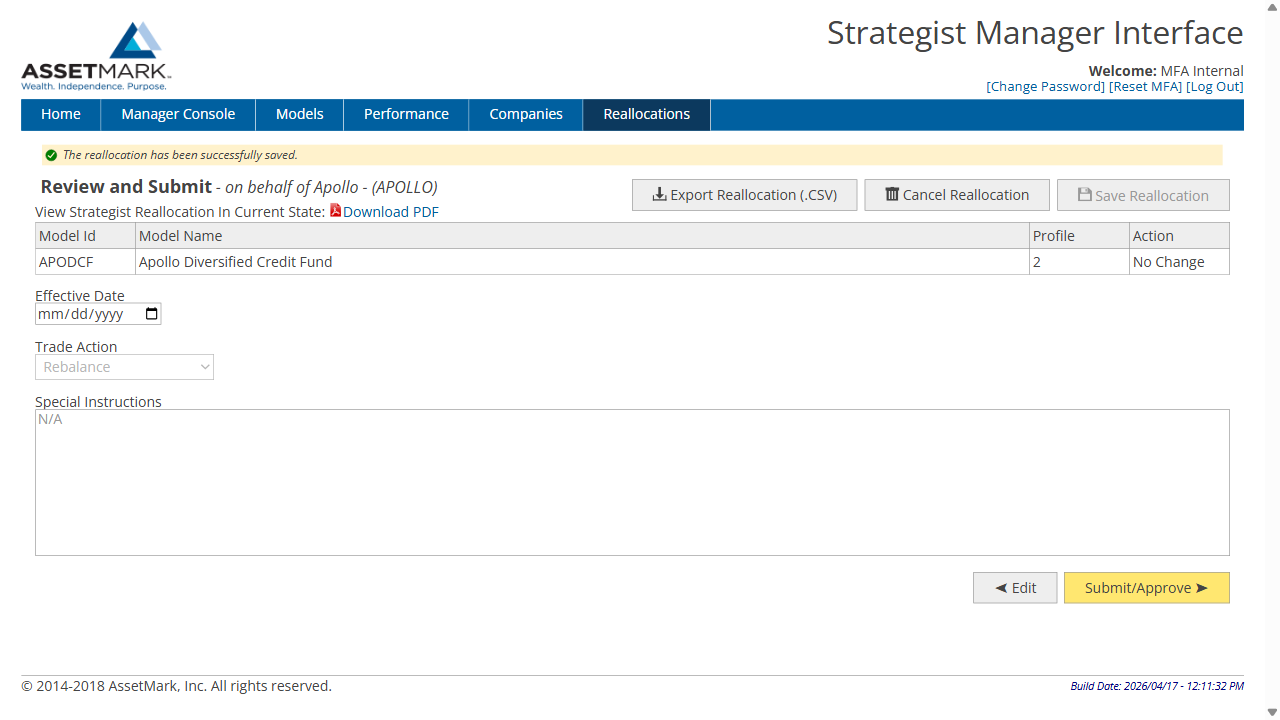 ASSETMARK™
Wealth. Independence. Purpose.
Strategist Manager Interface
Welcome: MFA Internal
[Change Password] [Reset MFA] [Log Out]
Home Manager Console Models Performance Companies Reallocations
The reallocation has been successfully saved.
Review and Submit - on behalf of Apollo - (APOLLO)
Export Reallocation (.CSV) Cancel Reallocation Save Reallocation
View Strategist Reallocation In Current State: Download PDF
Model Id Model Name Profile Action
APODCF Apollo Diversified Credit Fund 2 No Change
Effective Date
mm/dd/yyyy
Trade Action
Rebalance
Special Instructions
N/A
Edit Submit/Approve
© 2014-2018 AssetMark, Inc. All rights reserved.
Build Date: 2026/04/17 - 12:11:32 PM